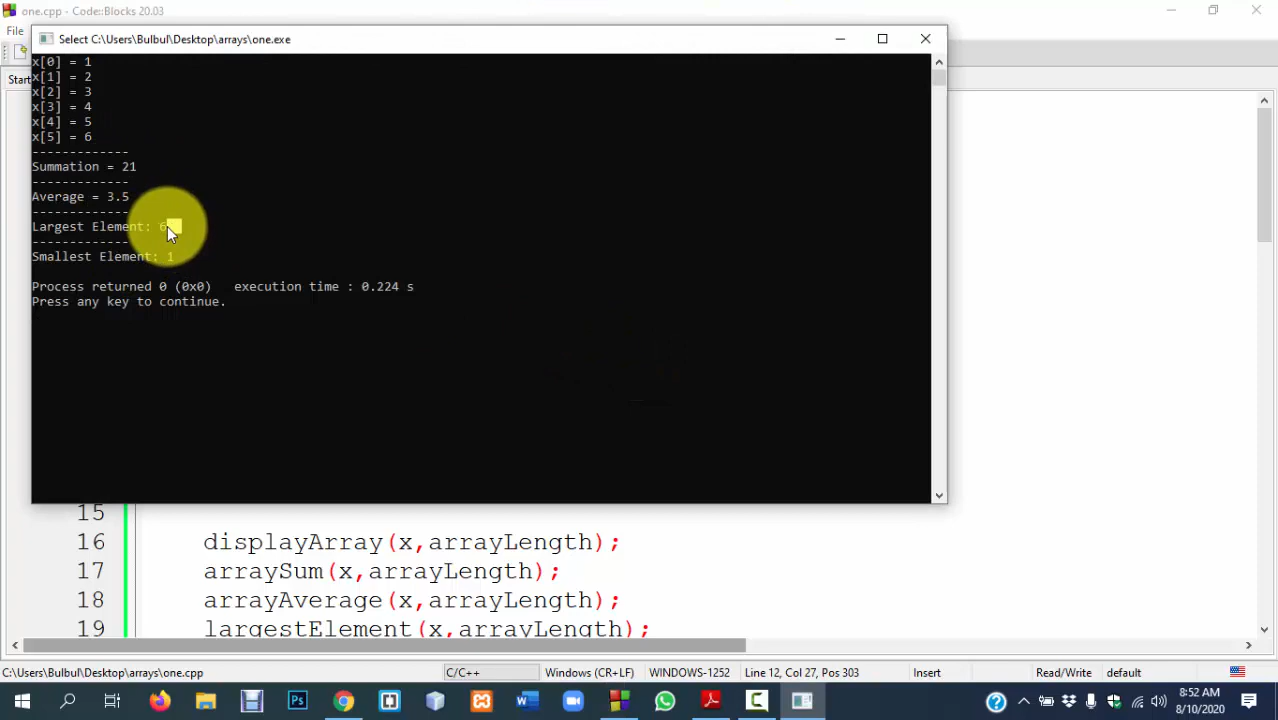 one.cpp - Code::Blocks 20.03
File
Select C:\Users\Bulbul\Desktop\arrays\one.exe
Start
x[0] = 1
x[1] = 2
x[2] = 3
x[3] = 4
x[4] = 5
x[5] = 6
-------------
Summation = 21
-------------
Average = 3.5
-------------
Largest Element: 6
-------------
Smallest Element: 1
Process returned 0 (0x0)   execution time : 0.224 s
Press any key to continue.
15
16 displayArray(x,arrayLength);
17 arraySum(x,arrayLength);
18 arrayAverage(x,arrayLength);
19 largestElement(x,arrayLength);
C:\Users\Bulbul\Desktop\arrays\one.cpp C/C++ Windows (CR+LF) WINDOWS-1252 Line 12, Col 27, Pos 303 Insert Read/Write default
8:52 AM
8/10/2020